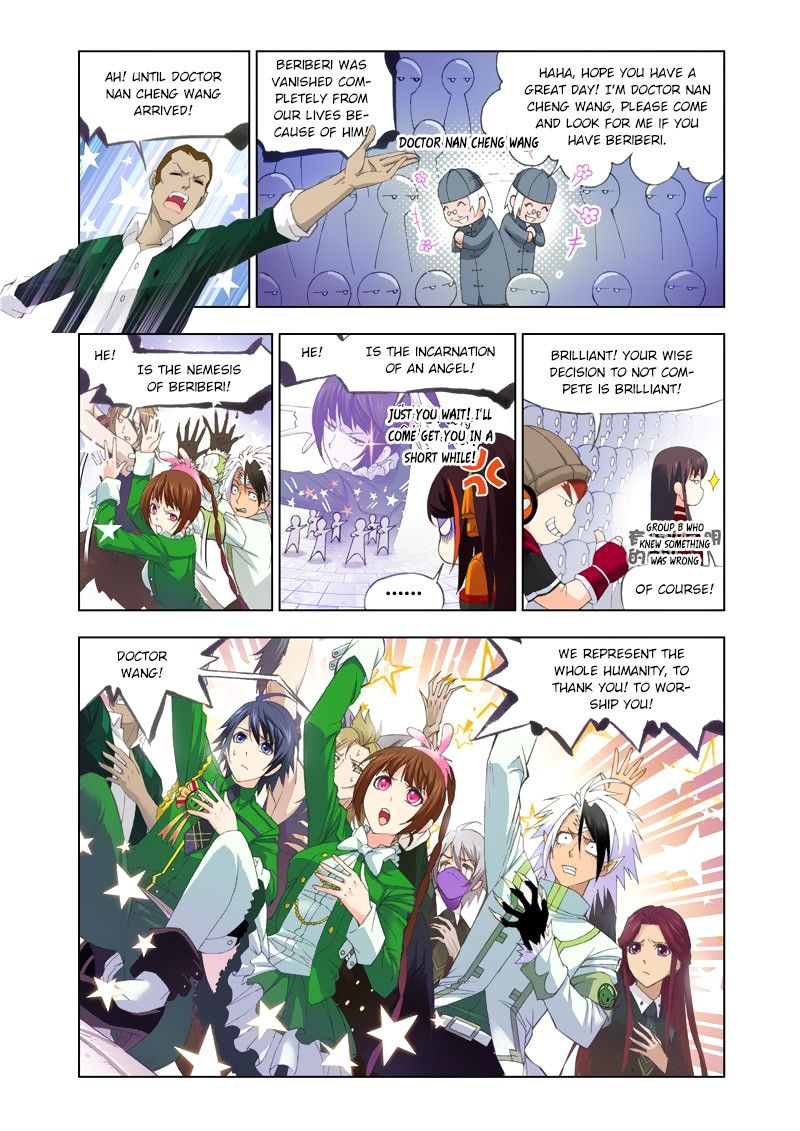 AH! UNTIL DOCTOR
NAN CHENG WANG
ARRIVED!
BERIBERI WAS
VANISHED COM-
PLETELY FROM
OUR LIVES BE-
CAUSE OF HIM!
DOCTOR NAN CHENG WANG
HAHA, HOPE YOU HAVE A
GREAT DAY! I'M DOCTOR NAN
CHENG WANG, PLEASE COME
AND LOOK FOR ME IF YOU
HAVE BERIBERI.
HE!
IS THE NEMESIS
OF BERIBERI!
HE!
IS THE INCARNATION
OF AN ANGEL!
JUST YOU WAIT! I'LL
COME GET YOU IN A
SHORT WHILE!
......
BRILLIANT! YOUR WISE
DECISION TO NOT COM-
PETE IS BRILLIANT!
GROUP B WHO
KNEW SOMETHING
WAS WRONG
OF COURSE!
DOCTOR
WANG!
WE REPRESENT THE
WHOLE HUMANITY, TO
THANK YOU! TO WOR-
SHIP YOU!